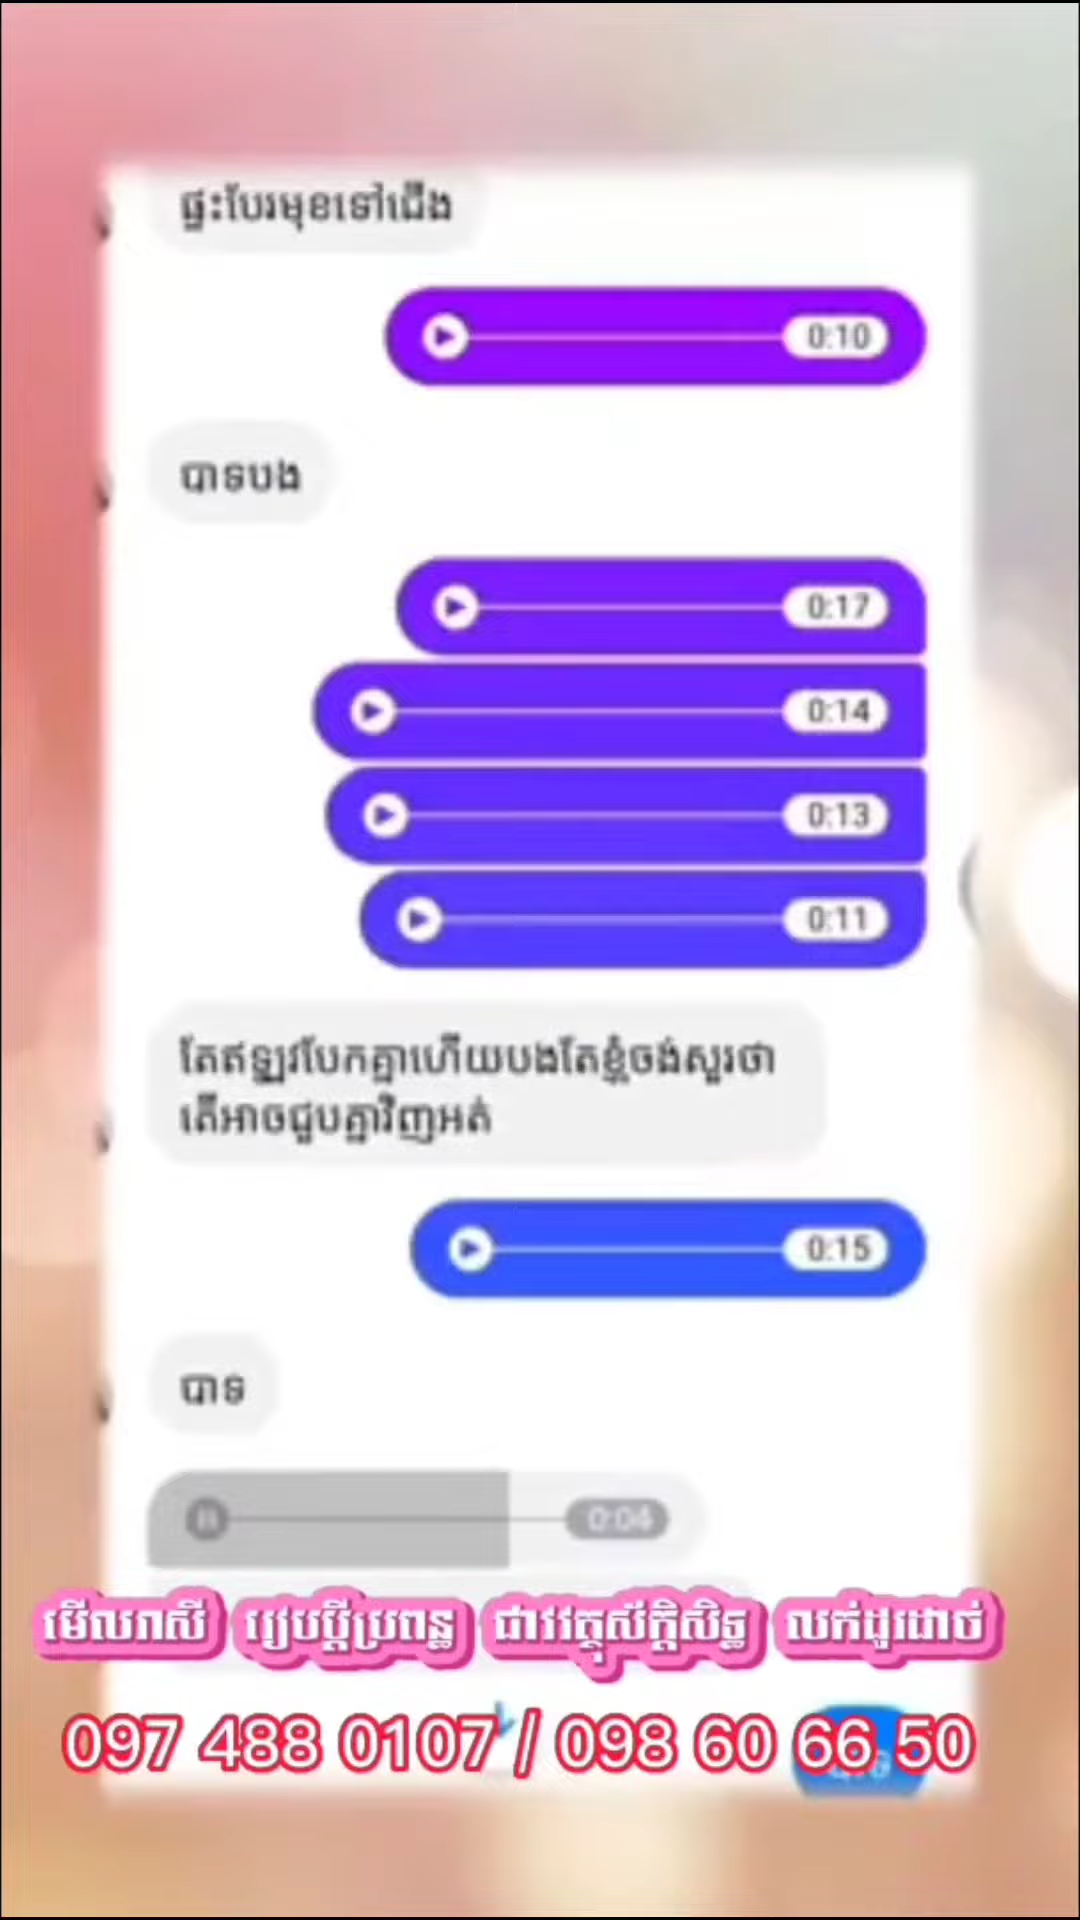 ផ្ទះបែរមុខទៅជើង
0:10
បាទបង
0:17
0:14
0:13
0:11
តែឥឡូវបែកគ្នាហើយបងតែខ្ញុំចង់សួរថា
តើអាចជួបគ្នាវិញអត់
0:15
បាទ
0:04
មើលរាសី រៀបប្តីប្រពន្ធ ជាវវត្ថុស័ក្តិសិទ្ធ លក់ដូរដាច់
097 488 0107 / 098 60 66 50